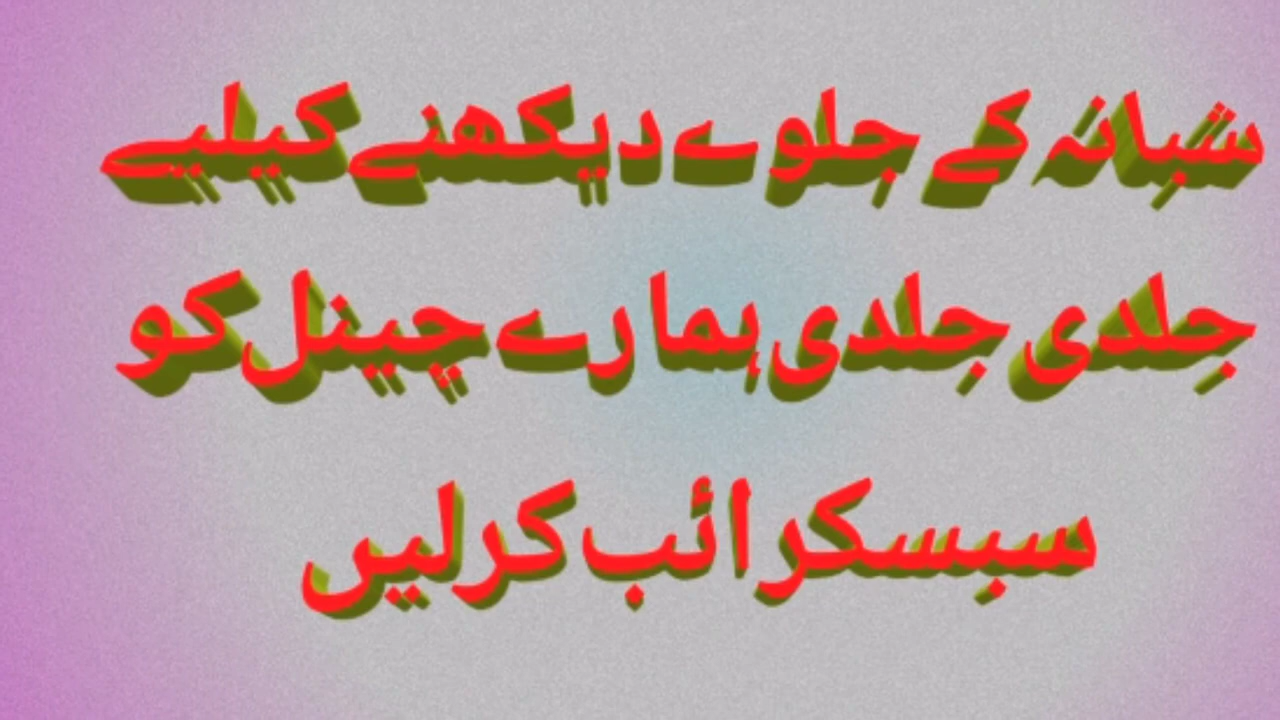 شبانہ کے جلوے دیکھنے کیلیے
جلدی جلدی ہمارے چینل کو
سبسکرائب کرلیں